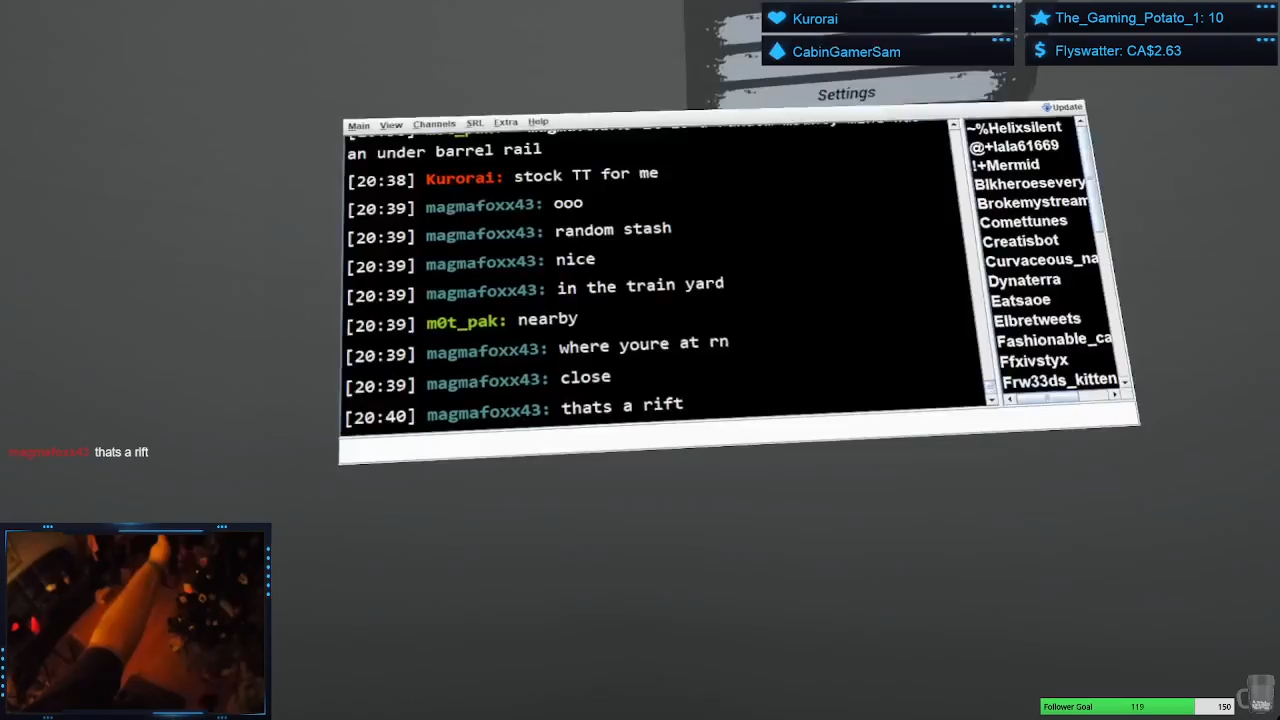 Kurorai
The_Gaming_Potato_1: 10
CabinGamerSam
Flyswatter: CA$2.63
Settings
Main View Channels SRL Extra Help
Update
an under barrel rail
[20:38] Kurorai: stock TT for me
[20:39] magmafoxx43: ooo
[20:39] magmafoxx43: random stash
[20:39] magmafoxx43: nice
[20:39] magmafoxx43: in the train yard
[20:39] m0t_pak: nearby
[20:39] magmafoxx43: where youre at rn
[20:39] magmafoxx43: close
[20:40] magmafoxx43: thats a rift
~%Helixsilent
@+lala61669
!+Mermid
Blkheroesevery
Brokemystream
Comettunes
Creatisbot
Curvaceous_na
Dynaterra
Eatsaoe
Elbretweets
Fashionable_ca
Ffxivstyx
Frw33ds_kitten
magmafoxx43 thats a rift
Follower Goal 119 150